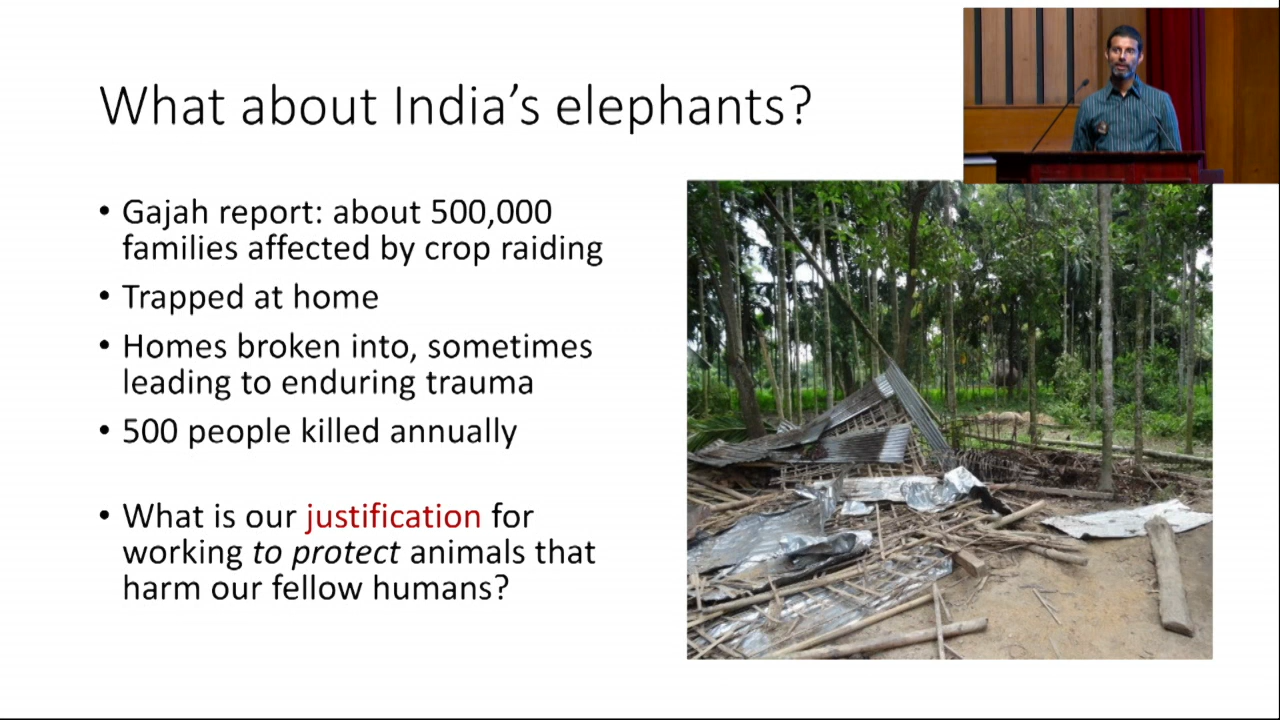 What about India’s elephants?
• Gajah report: about 500,000
families affected by crop raiding
• Trapped at home
• Homes broken into, sometimes
leading to enduring trauma
• 500 people killed annually
• What is our justification for
working to protect animals that
harm our fellow humans?